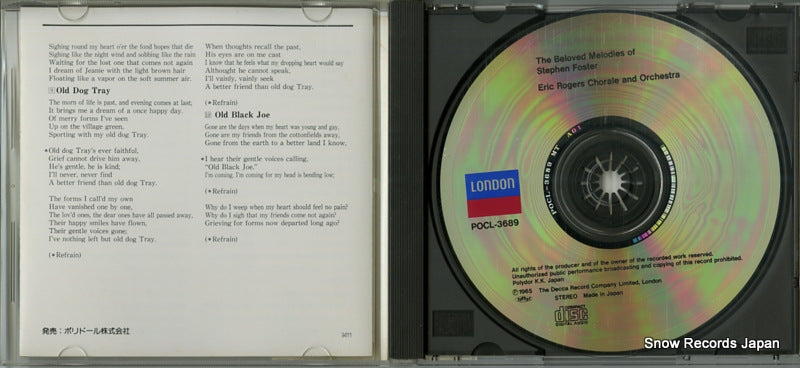 Sighing round my heart o'er the fond hopes that die
Sighing like the night wind and sobbing like the rain
Waiting for the lost one that comes not again
I dream of Jeanie with the light brown hair
Floating like a vapor on the soft summer air.
Old Dog Tray
The morn of life is past, and evening comes at last;
It brings me a dream of a once happy day.
Of merry forms I've seen
Up on the village green,
Sporting with my old dog Tray.
*Old dog Tray's ever faithful,
Grief cannot drive him away,
He's gentle, he is kind;
I'll never, never find
A better friend than old dog Tray.
The forms I call'd my own
Have vanished one by one,
The lov'd ones, the dear ones have all passed away,
Their happy smiles have flown,
Their gentle voices gone;
I've nothing left but old dog Tray.
(*Refrain)
When thoughts recall the past,
His eyes are on me cast
I know that he feels what my dropping heart would say
Although he cannot speak,
I'll vainly, vainly seek
A better friend than old dog Tray.
(*Refrain)
Old Black Joe
Gone are the days when my heart was young and gay,
Gone are my friends from the cottonfields away,
Gone from the earth to a better land I know,
*I hear their gentle voices calling,
"Old Black Joe."
I'm coming, I'm coming for my head is bending low;
(*Refrain)
Why do I weep when my heart should feel no pain?
Why do I sigh that my friends come not again?
Grieving for forms now departed long ago?
(*Refrain)
発売：ポリドール株式会社
The Beloved Melodies of
Stephen Foster
Eric Rogers Chorale and Orchestra
LONDON
POCL-3689
POCL-3689 MT A01
All rights of the producer and of the owner of the recorded work reserved.
Unauthorized public performance broadcasting and copying of this record prohibited.
Polydor K.K. Japan
℗1965 The Decca Record Company Limited, London
STEREO Made in Japan
COMPACT
disc
DIGITAL AUDIO
Snow Records Japan